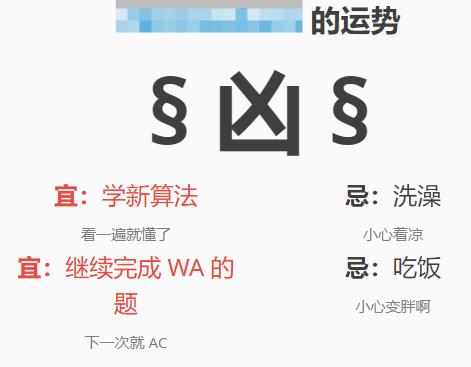 的运势
§ 凶 §
宜：学新算法
看一遍就懂了
宜：继续完成 WA 的
题
下一次就 AC
忌：洗澡
小心着凉
忌：吃饭
小心变胖啊